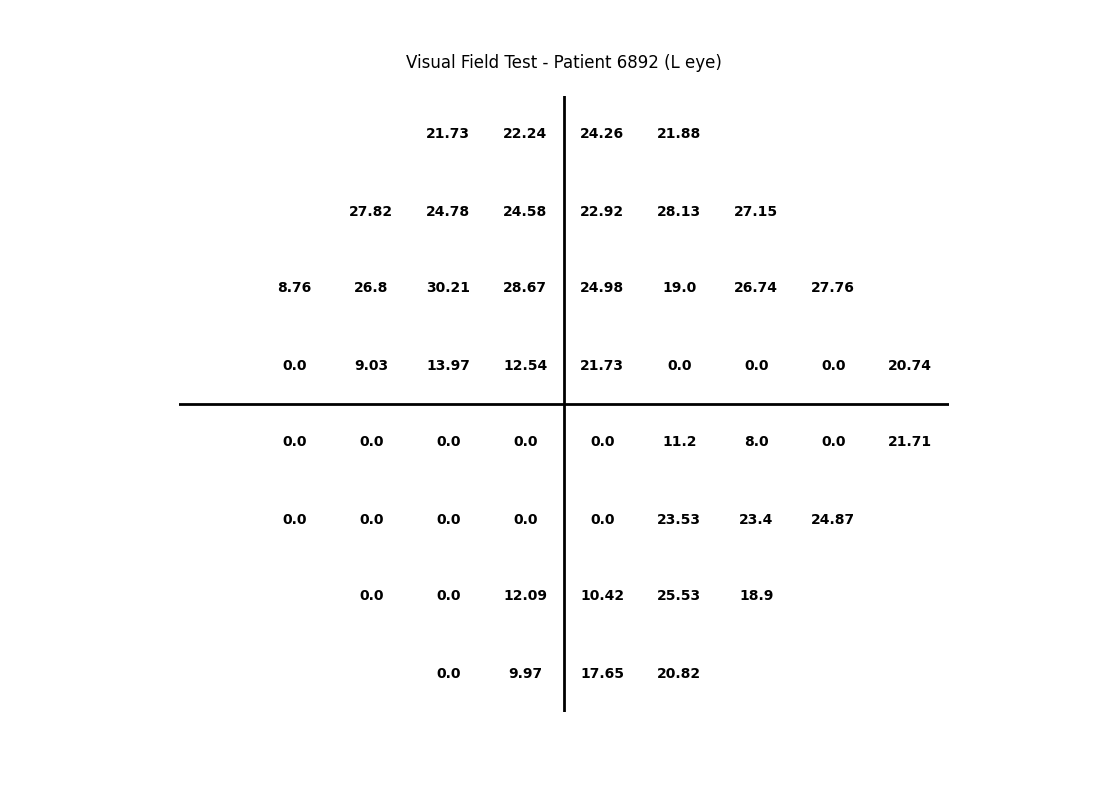 Visual Field Test - Patient 6892 (L eye)
21.73 22.24 24.26 21.88
27.82 24.78 24.58 22.92 28.13 27.15
8.76 26.8 30.21 28.67 24.98 19.0 26.74 27.76
0.0 9.03 13.97 12.54 21.73 0.0 0.0 0.0 20.74
0.0 0.0 0.0 0.0 0.0 11.2 8.0 0.0 21.71
0.0 0.0 0.0 0.0 0.0 23.53 23.4 24.87
0.0 0.0 12.09 10.42 25.53 18.9
0.0 9.97 17.65 20.82